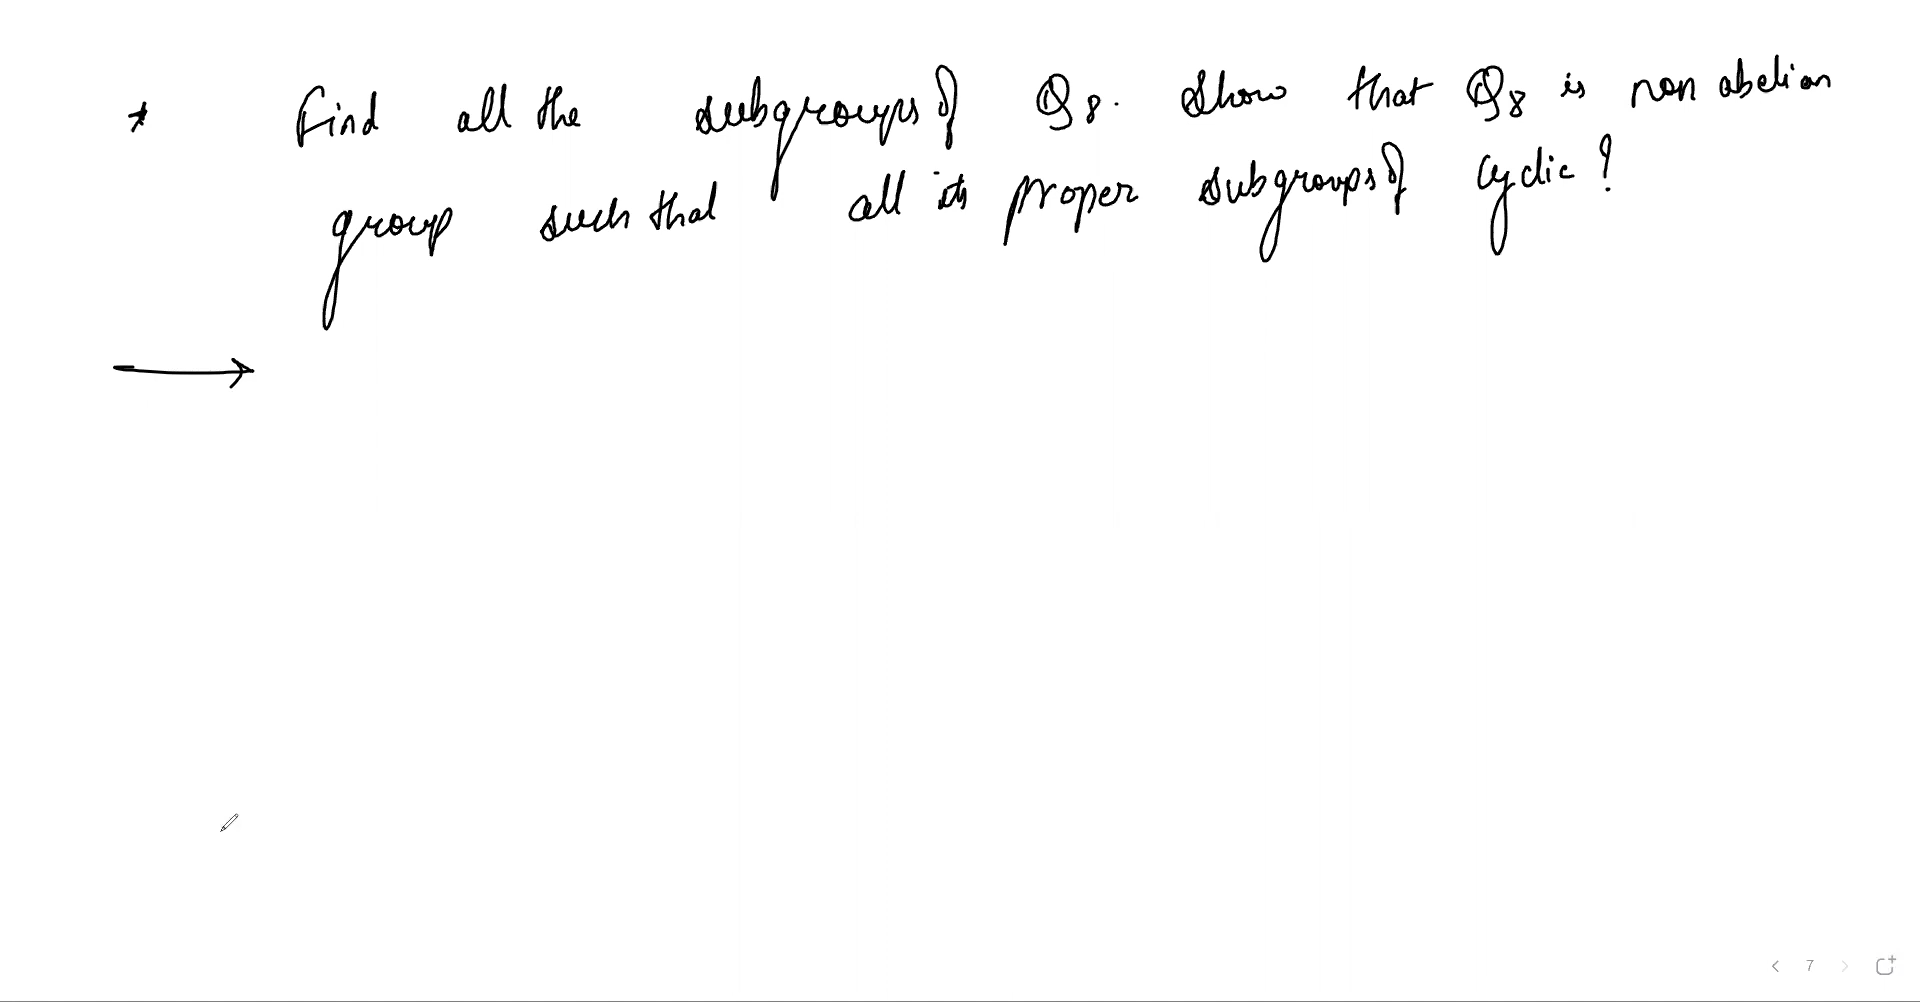 * Find all the subgroups of Q8. Show that Q8 is non abelian
group such that all its proper subgroups of cyclic?
7